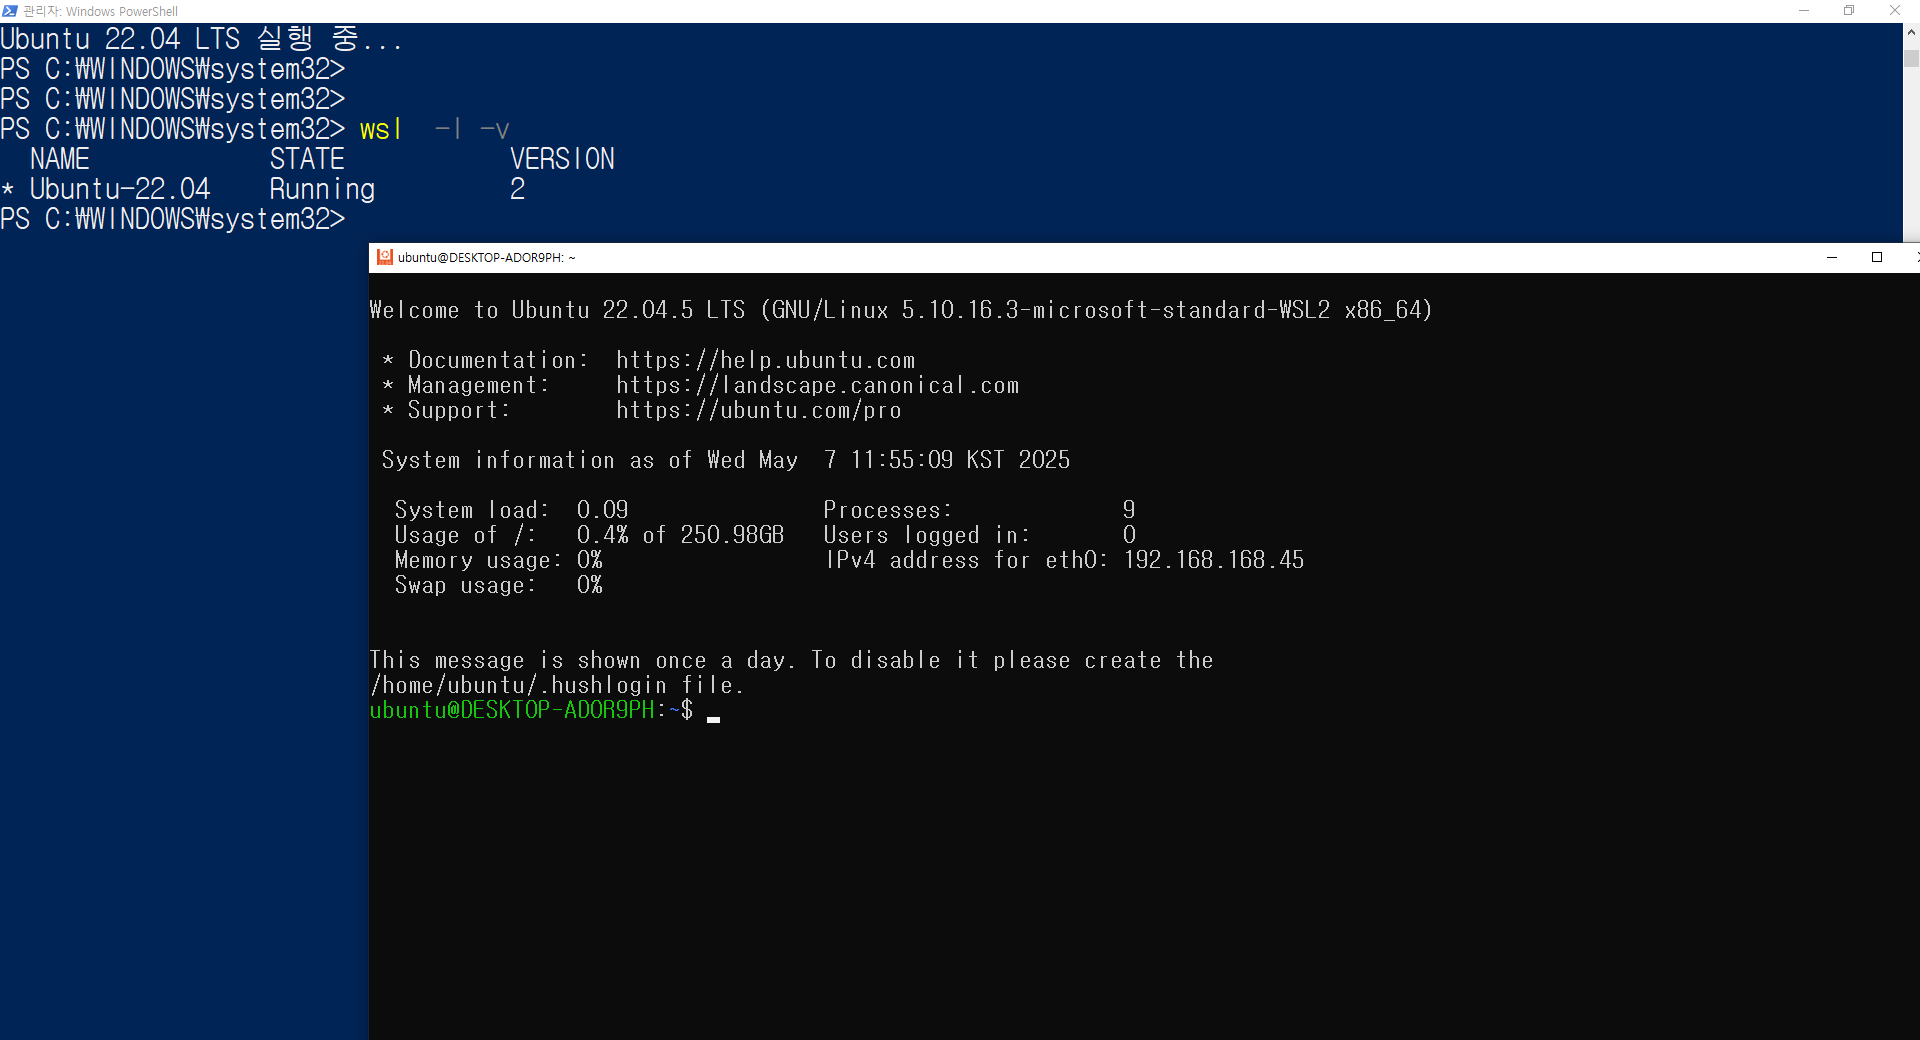 관리자: Windows PowerShell
Ubuntu 22.04 LTS 실행 중...
PS C:₩WINDOWS₩system32>
PS C:₩WINDOWS₩system32>
PS C:₩WINDOWS₩system32> wsl  -l -v
  NAME            STATE           VERSION
* Ubuntu-22.04    Running         2
PS C:₩WINDOWS₩system32>
ubuntu@DESKTOP-ADOR9PH: ~
Welcome to Ubuntu 22.04.5 LTS (GNU/Linux 5.10.16.3-microsoft-standard-WSL2 x86_64)
 * Documentation:  https://help.ubuntu.com
 * Management:     https://landscape.canonical.com
 * Support:        https://ubuntu.com/pro
 System information as of Wed May  7 11:55:09 KST 2025
  System load:  0.09               Processes:             9
  Usage of /:   0.4% of 250.98GB   Users logged in:       0
  Memory usage: 0%                 IPv4 address for eth0: 192.168.168.45
  Swap usage:   0%
This message is shown once a day. To disable it please create the
/home/ubuntu/.hushlogin file.
ubuntu@DESKTOP-ADOR9PH:~$